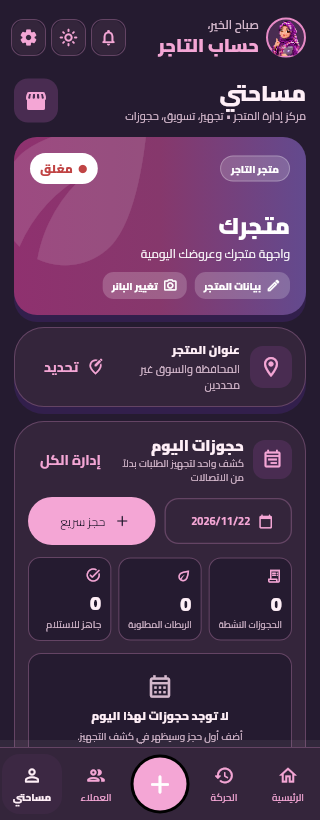 صباح الخير،
حساب التاجر
مساحتي
مركز إدارة المتجر • تجهيز، تسويق، حجوزات
متجر التاجر
مغلق
متجرك
واجهة متجرك وعروضك اليومية
بيانات المتجر
تغيير البانر
عنوان المتجر
المحافظة والسوق غير
محددين
تحديد
حجوزات اليوم
كشف واحد لتجهيز الطلبات بدلاً
من الاتصالات
إدارة الكل
2026/11/22
حجز سريع
0
الحجوزات النشطة
0
الربطات المطلوبة
0
جاهز للاستلام
لا توجد حجوزات لهذا اليوم
أضف أول حجز وسيظهر في كشف التجهيز.
الرئيسية
الحركة
العملاء
مساحتي